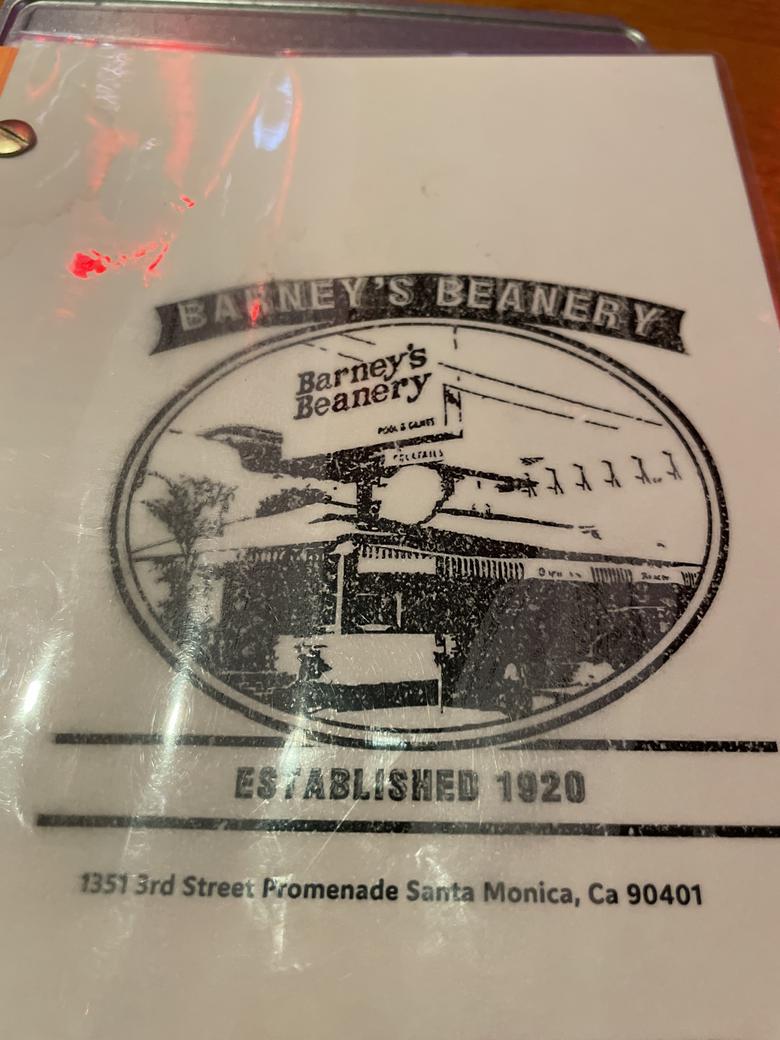 BARNEY'S BEANERY
Barney's
Beanery
POOL & GAMES
COCKTAILS
ESTABLISHED 1920
1351 3rd Street Promenade Santa Monica, Ca 90401